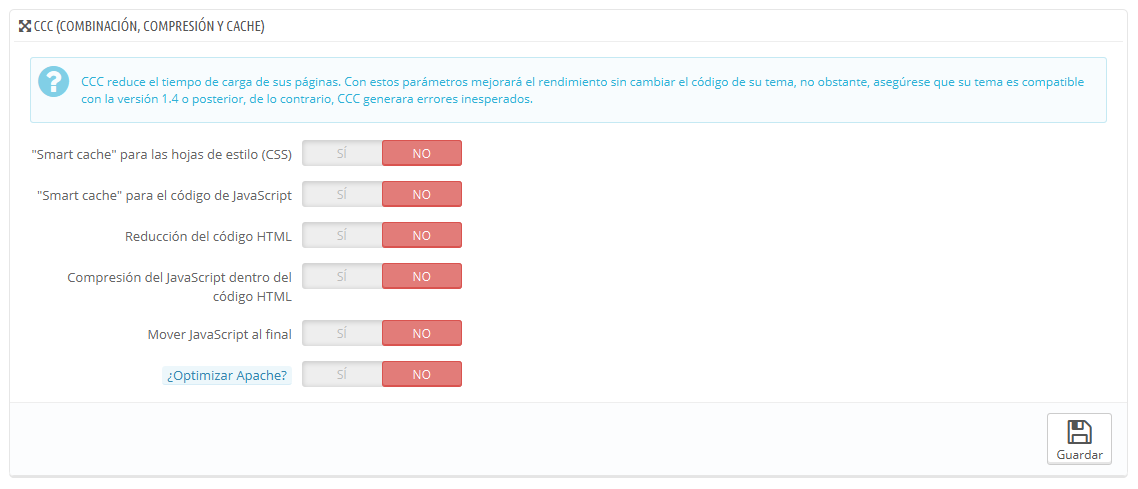 CCC (COMBINACIÓN, COMPRESIÓN Y CACHE)
CCC reduce el tiempo de carga de sus páginas. Con estos parámetros mejorará el rendimiento sin cambiar el código de su tema, no obstante, asegúrese que su tema es compatible
con la versión 1.4 o posterior, de lo contrario, CCC generara errores inesperados.
"Smart cache" para las hojas de estilo (CSS) SÍ NO
"Smart cache" para el código de JavaScript SÍ NO
Reducción del código HTML SÍ NO
Compresión del JavaScript dentro del SÍ NO
código HTML
Mover JavaScript al final SÍ NO
¿Optimizar Apache? SÍ NO
Guardar